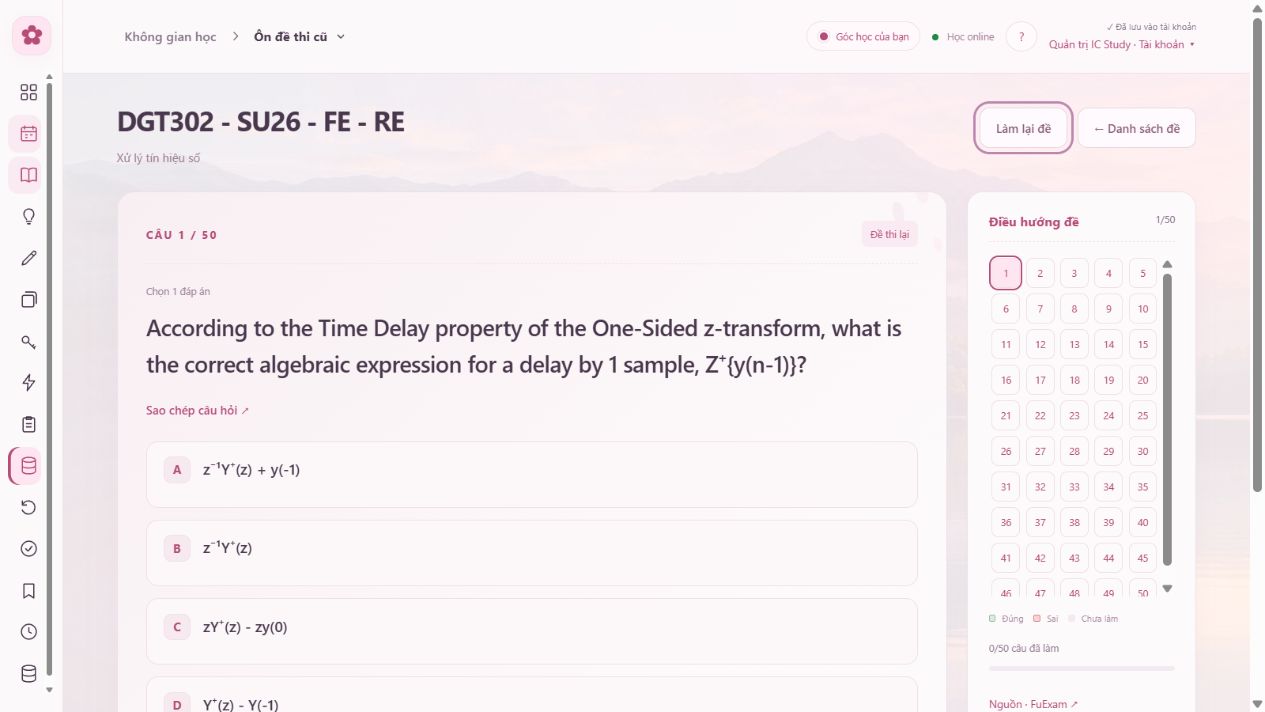 Không gian học > Ôn đề thi cũ
Góc học của bạn
Học online
?
✓ Đã lưu vào tài khoản
Quản trị IC Study · Tài khoản
DGT302 - SU26 - FE - RE
Xử lý tín hiệu số
Làm lại đề
← Danh sách đề
CÂU 1 / 50
Đề thi lại
Chọn 1 đáp án
According to the Time Delay property of the One-Sided z-transform, what is
the correct algebraic expression for a delay by 1 sample, Z⁺{y(n-1)}?
Sao chép câu hỏi ↗
A z⁻¹Y⁺(z) + y(-1)
B z⁻¹Y⁺(z)
C zY⁺(z) - zy(0)
D Y⁺(z) - Y(-1)
Điều hướng đề
1/50
1 2 3 4 5
6 7 8 9 10
11 12 13 14 15
16 17 18 19 20
21 22 23 24 25
26 27 28 29 30
31 32 33 34 35
36 37 38 39 40
41 42 43 44 45
46 47 48 49 50
Đúng Sai Chưa làm
0/50 câu đã làm
Nguồn · FuExam ↗